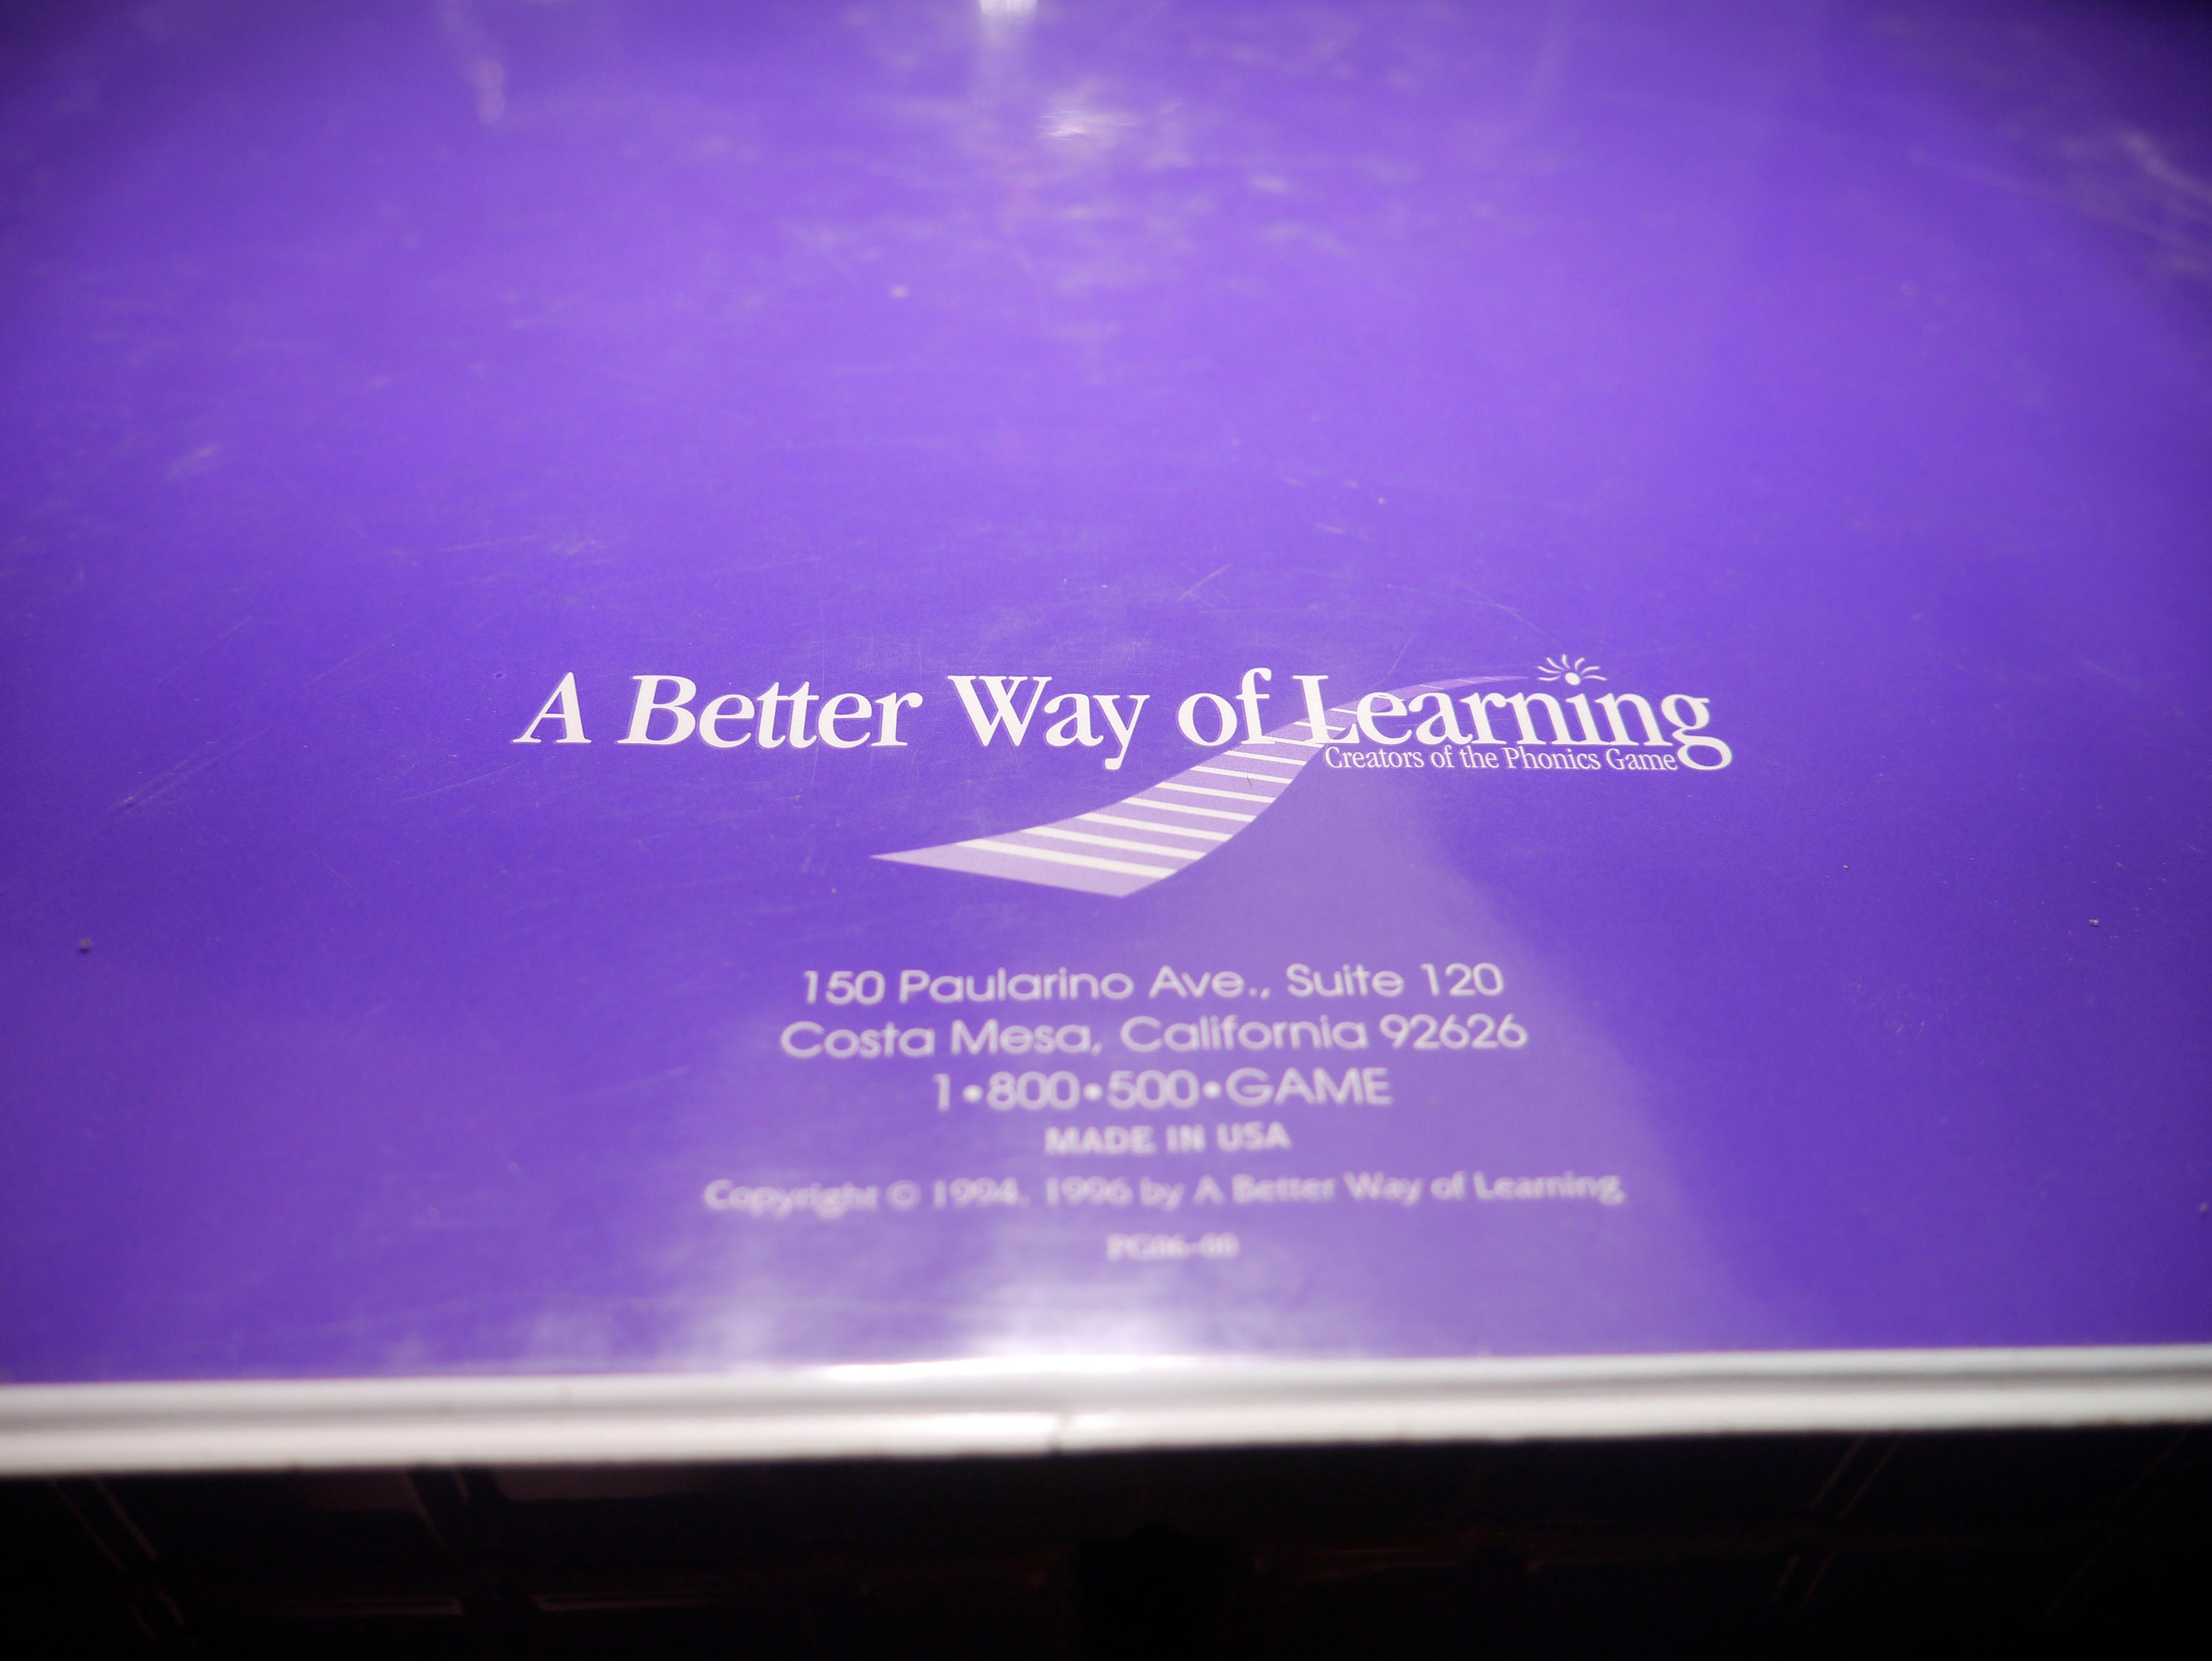 A Better Way of Learning
Creators of the Phonics Game
150 Paularino Ave., Suite 120
Costa Mesa, California 92626
1•800•500•GAME
MADE IN USA
Copyright © 1994, 1996 by A Better Way of Learning